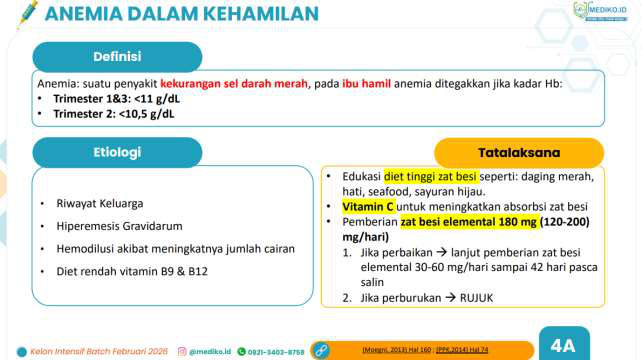 ANEMIA DALAM KEHAMILAN
MEDIKO.ID
Definisi
Anemia: suatu penyakit kekurangan sel darah merah, pada ibu hamil anemia ditegakkan jika kadar Hb:
• Trimester 1&3: <11 g/dL
• Trimester 2: <10,5 g/dL
Etiologi
• Riwayat Keluarga
• Hiperemesis Gravidarum
• Hemodilusi akibat meningkatnya jumlah cairan
• Diet rendah vitamin B9 & B12
Tatalaksana
• Edukasi diet tinggi zat besi seperti: daging merah,
hati, seafood, sayuran hijau.
• Vitamin C untuk meningkatkan absorbsi zat besi
• Pemberian zat besi elemental 180 mg (120-200)
mg/hari)
1. Jika perbaikan → lanjut pemberian zat besi
elemental 30-60 mg/hari sampai 42 hari pasca
salin
2. Jika perburukan → RUJUK
Kelon Intensif Batch Februari 2026
@mediko.id
0821-3403-8758
(Moegni, 2013) Hal 160 ; (PPK,2014) Hal 74
4A